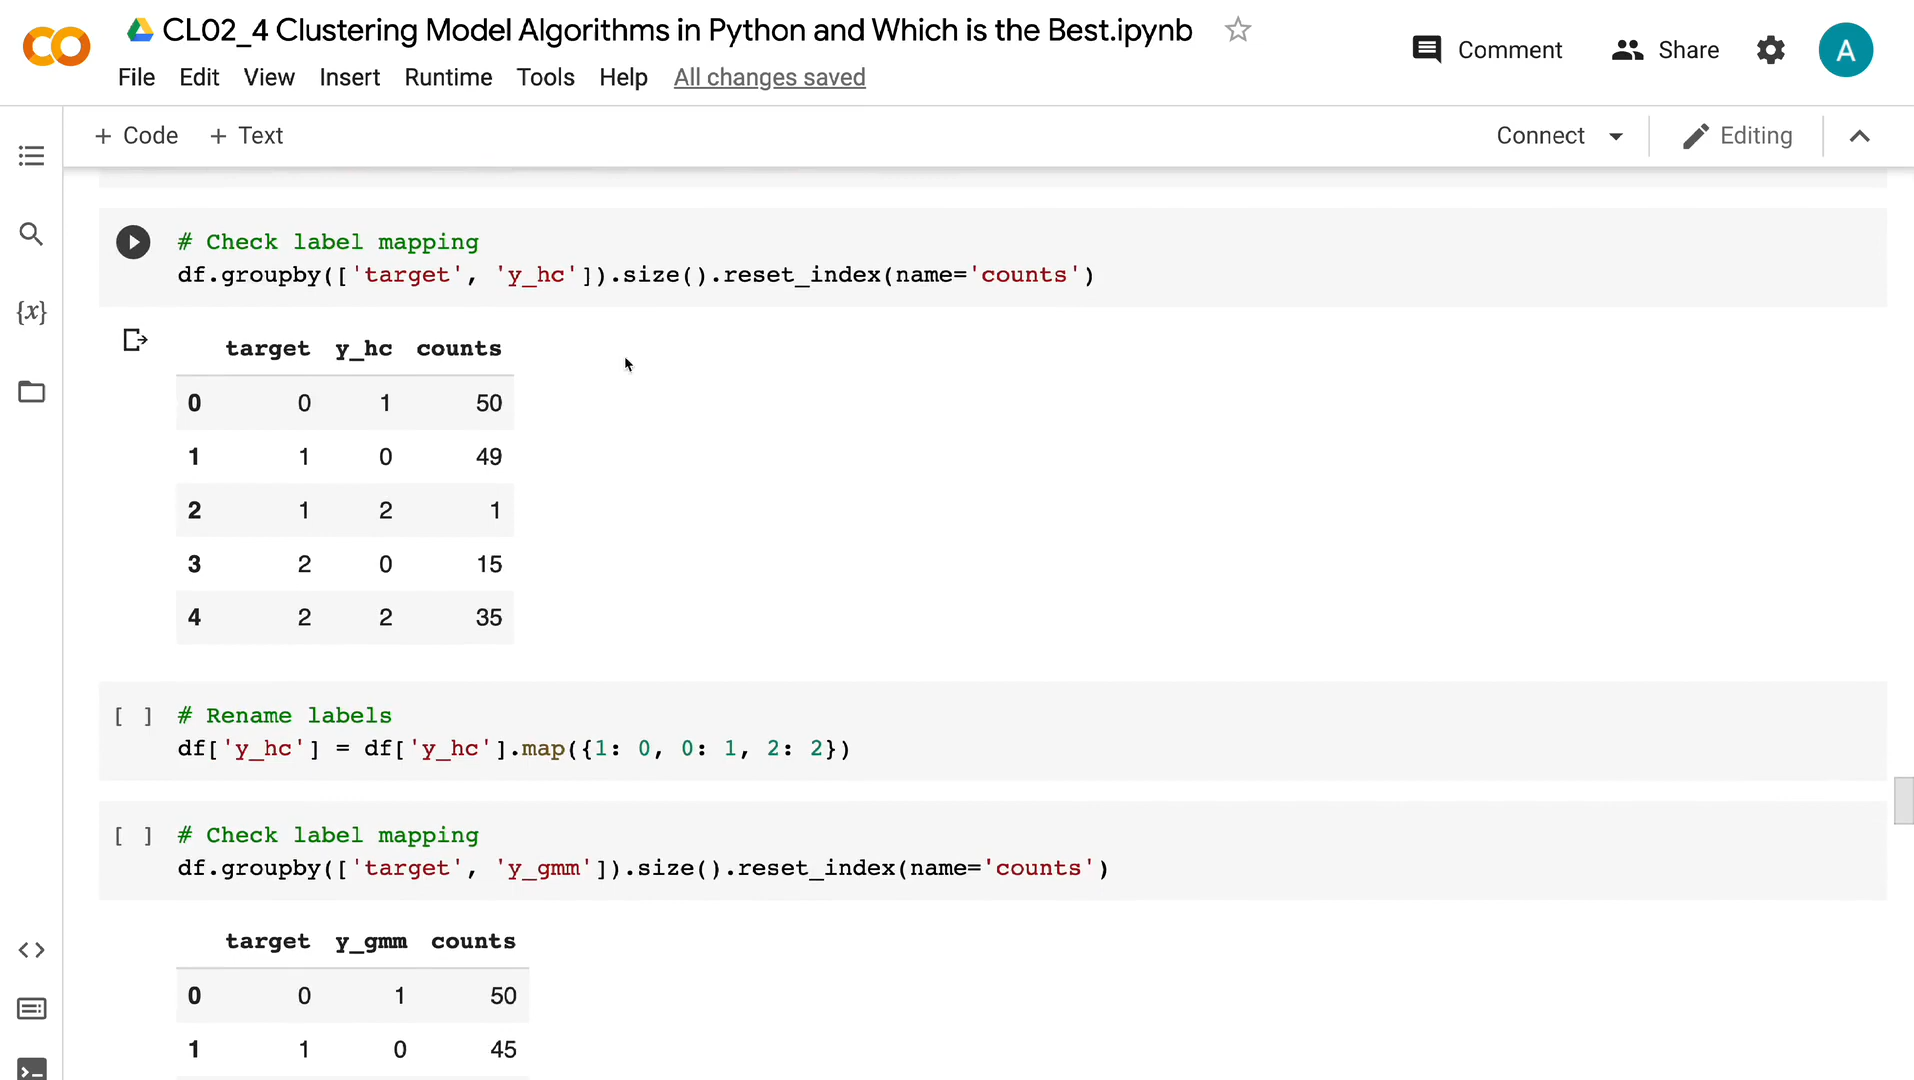 CL02_4 Clustering Model Algorithms in Python and Which is the Best.ipynb
Comment
Share
A
File Edit View Insert Runtime Tools Help All changes saved
+ Code + Text
Connect
Editing
{x}
# Check label mapping
df.groupby(['target', 'y_hc']).size().reset_index(name='counts')
target y_hc counts
0 0 1 50
1 1 0 49
2 1 2 1
3 2 0 15
4 2 2 35
[ ] # Rename labels
df['y_hc'] = df['y_hc'].map({1: 0, 0: 1, 2: 2})
[ ] # Check label mapping
df.groupby(['target', 'y_gmm']).size().reset_index(name='counts')
target y_gmm counts
0 0 1 50
1 1 0 45